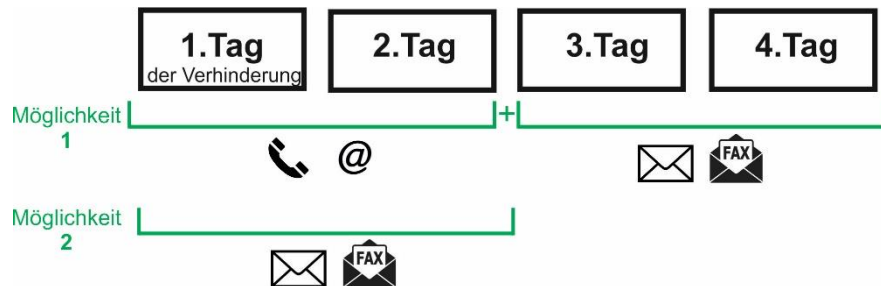 1.Tag 2.Tag 3.Tag 4.Tag
der Verhinderung
Möglichkeit
1
+
@
FAX
Möglichkeit
2
FAX